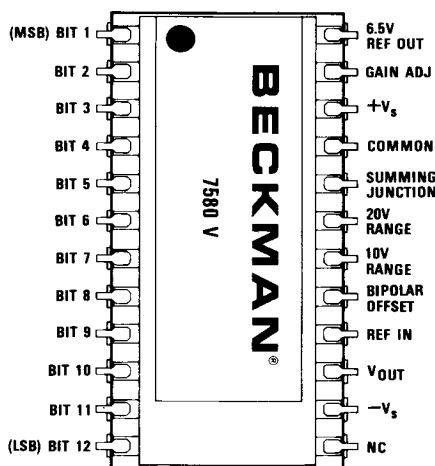 (MSB) BIT 1
BIT 2
BIT 3
BIT 4
BIT 5
BIT 6
BIT 7
BIT 8
BIT 9
BIT 10
BIT 11
(LSB) BIT 12
BECKMAN®
7580 V
6.5V
REF OUT
GAIN ADJ
+Vs
COMMON
SUMMING
JUNCTION
20V
RANGE
10V
RANGE
BIPOLAR
OFFSET
REF IN
VOUT
−Vs
NC